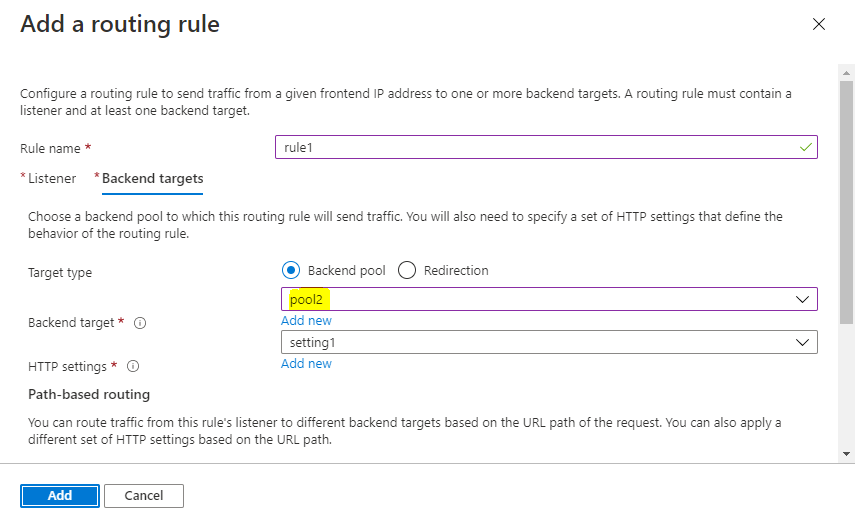 Add a routing rule
Configure a routing rule to send traffic from a given frontend IP address to one or more backend targets. A routing rule must contain a
listener and at least one backend target.
Rule name * rule1
* Listener * Backend targets
Choose a backend pool to which this routing rule will send traffic. You will also need to specify a set of HTTP settings that define the
behavior of the routing rule.
Target type Backend pool Redirection
pool2
Backend target *
Add new
setting1
HTTP settings *
Add new
Path-based routing
You can route traffic from this rule's listener to different backend targets based on the URL path of the request. You can also apply a
different set of HTTP settings based on the URL path.
Add Cancel